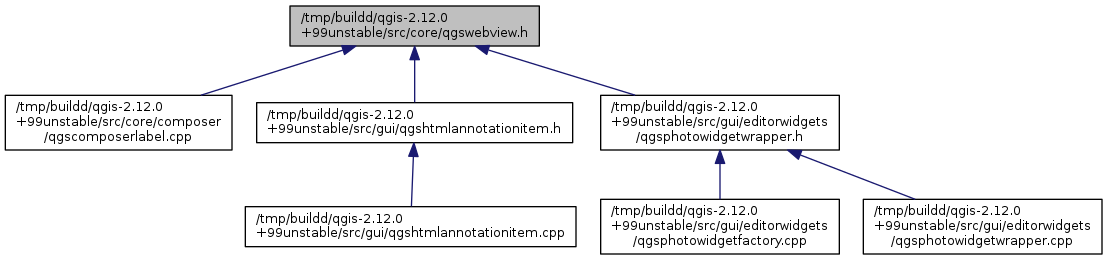 /tmp/buildd/qgis-2.12.0
+99unstable/src/core/qgswebview.h
/tmp/buildd/qgis-2.12.0
+99unstable/src/core/composer
/qgscomposerlabel.cpp
/tmp/buildd/qgis-2.12.0
+99unstable/src/gui/qgshtmlannotationitem.h
/tmp/buildd/qgis-2.12.0
+99unstable/src/gui/editorwidgets
/qgsphotowidgetwrapper.h
/tmp/buildd/qgis-2.12.0
+99unstable/src/gui/qgshtmlannotationitem.cpp
/tmp/buildd/qgis-2.12.0
+99unstable/src/gui/editorwidgets
/qgsphotowidgetfactory.cpp
/tmp/buildd/qgis-2.12.0
+99unstable/src/gui/editorwidgets
/qgsphotowidgetwrapper.cpp